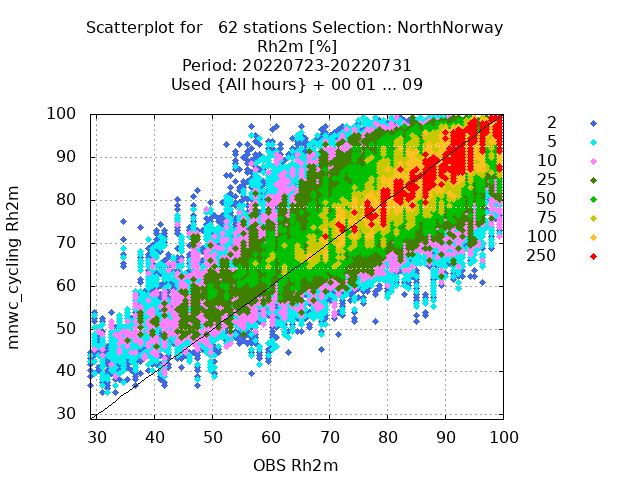 Scatterplot for   62 stations Selection: NorthNorway
Rh2m [%]
Period: 20220723-20220731
Used {All hours} + 00 01 ... 09
mnwc_cycling Rh2m
100
90
80
70
60
50
40
30
30 40 50 60 70 80 90 100
OBS Rh2m
2
5
10
25
50
75
100
250